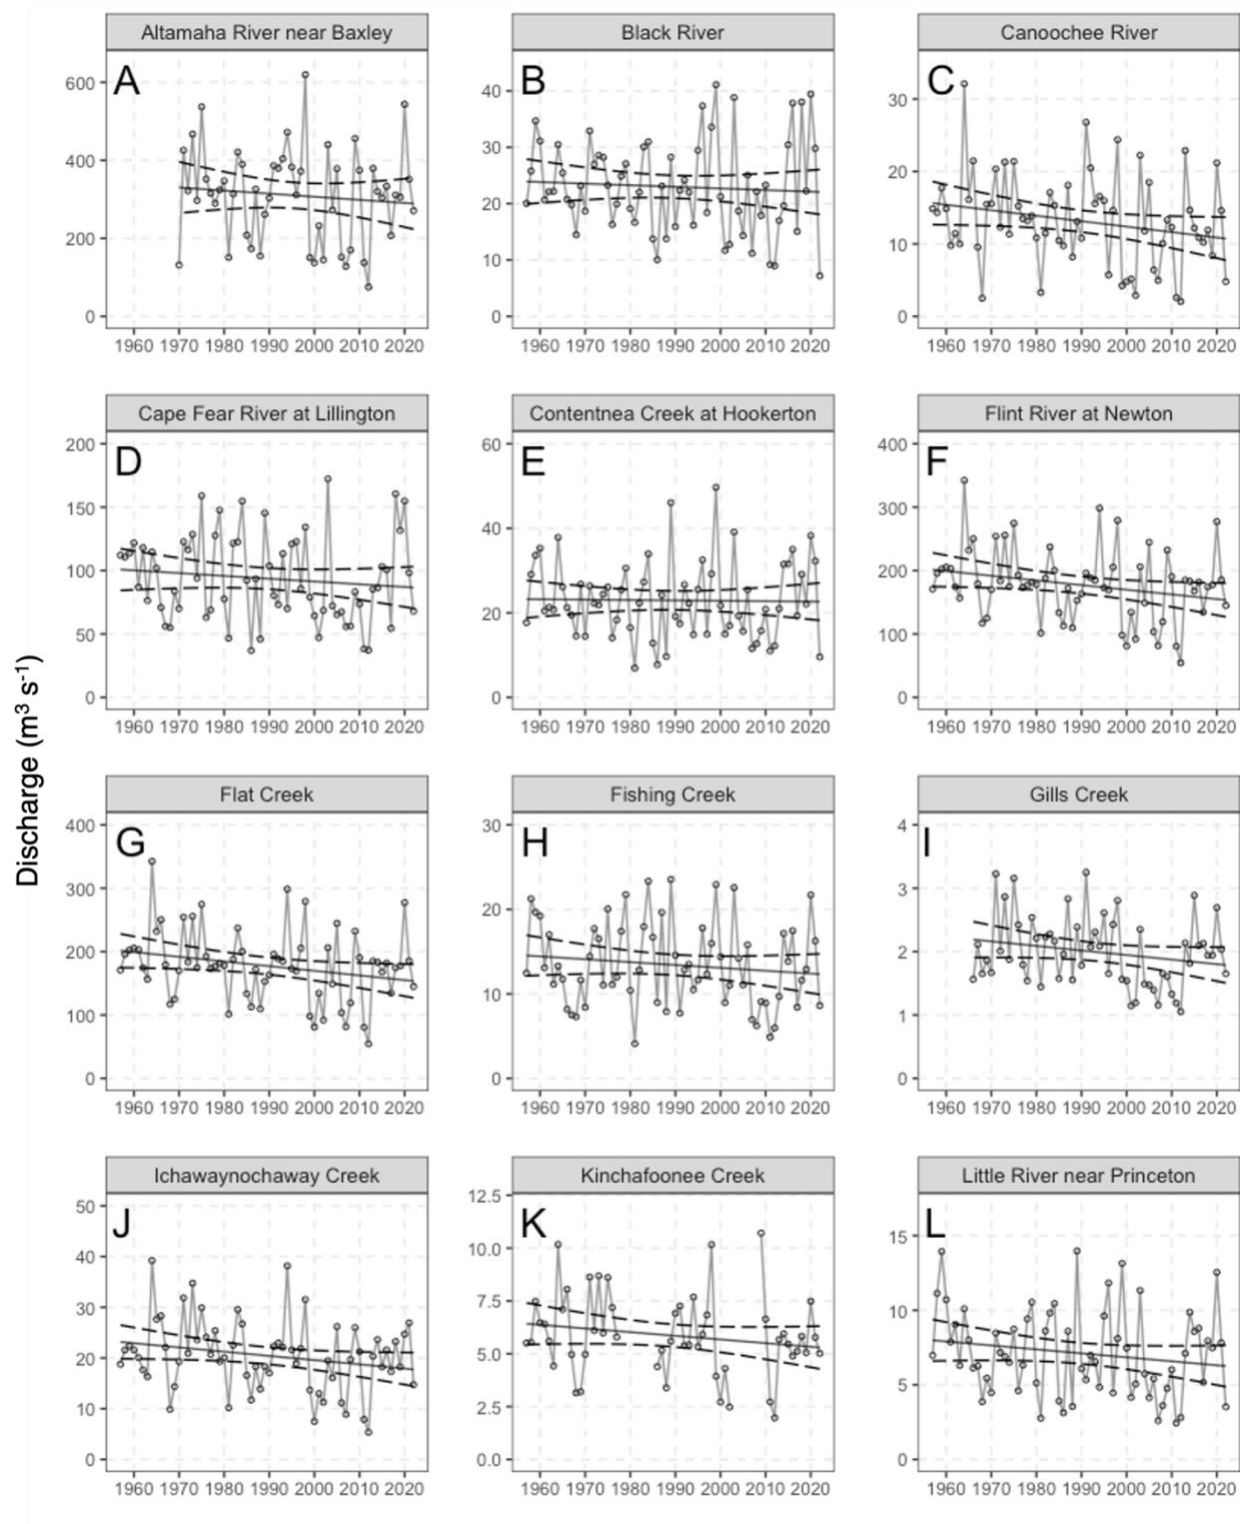 Discharge (m³ s⁻¹)
Altamaha River near Baxley
A
600
400
200
0
1960 1970 1980 1990 2000 2010 2020
Black River
B
40
30
20
10
0
1960 1970 1980 1990 2000 2010 2020
Canoochee River
C
30
20
10
0
1960 1970 1980 1990 2000 2010 2020
Cape Fear River at Lillington
D
200
150
100
50
0
1960 1970 1980 1990 2000 2010 2020
Contentnea Creek at Hookerton
E
60
40
20
0
1960 1970 1980 1990 2000 2010 2020
Flint River at Newton
F
400
300
200
100
0
1960 1970 1980 1990 2000 2010 2020
Flat Creek
G
400
300
200
100
0
1960 1970 1980 1990 2000 2010 2020
Fishing Creek
H
30
20
10
0
1960 1970 1980 1990 2000 2010 2020
Gills Creek
I
4
3
2
1
0
1960 1970 1980 1990 2000 2010 2020
Ichawaynochaway Creek
J
50
40
30
20
10
0
1960 1970 1980 1990 2000 2010 2020
Kinchafoonee Creek
K
12.5
10.0
7.5
5.0
2.5
0.0
1960 1970 1980 1990 2000 2010 2020
Little River near Princeton
L
15
10
5
0
1960 1970 1980 1990 2000 2010 2020